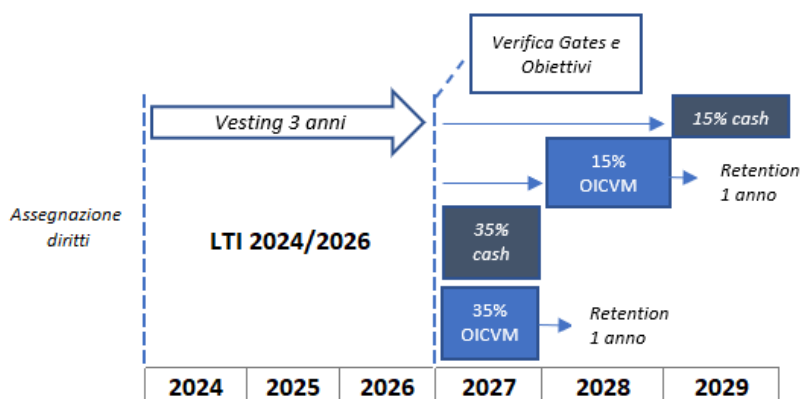 Verifica Gates e
Obiettivi
Vesting 3 anni
15% cash
15%
OICVM
Retention
1 anno
Assegnazione
diritti
LTI 2024/2026
35%
cash
35%
OICVM
Retention
1 anno
2024 2025 2026 2027 2028 2029